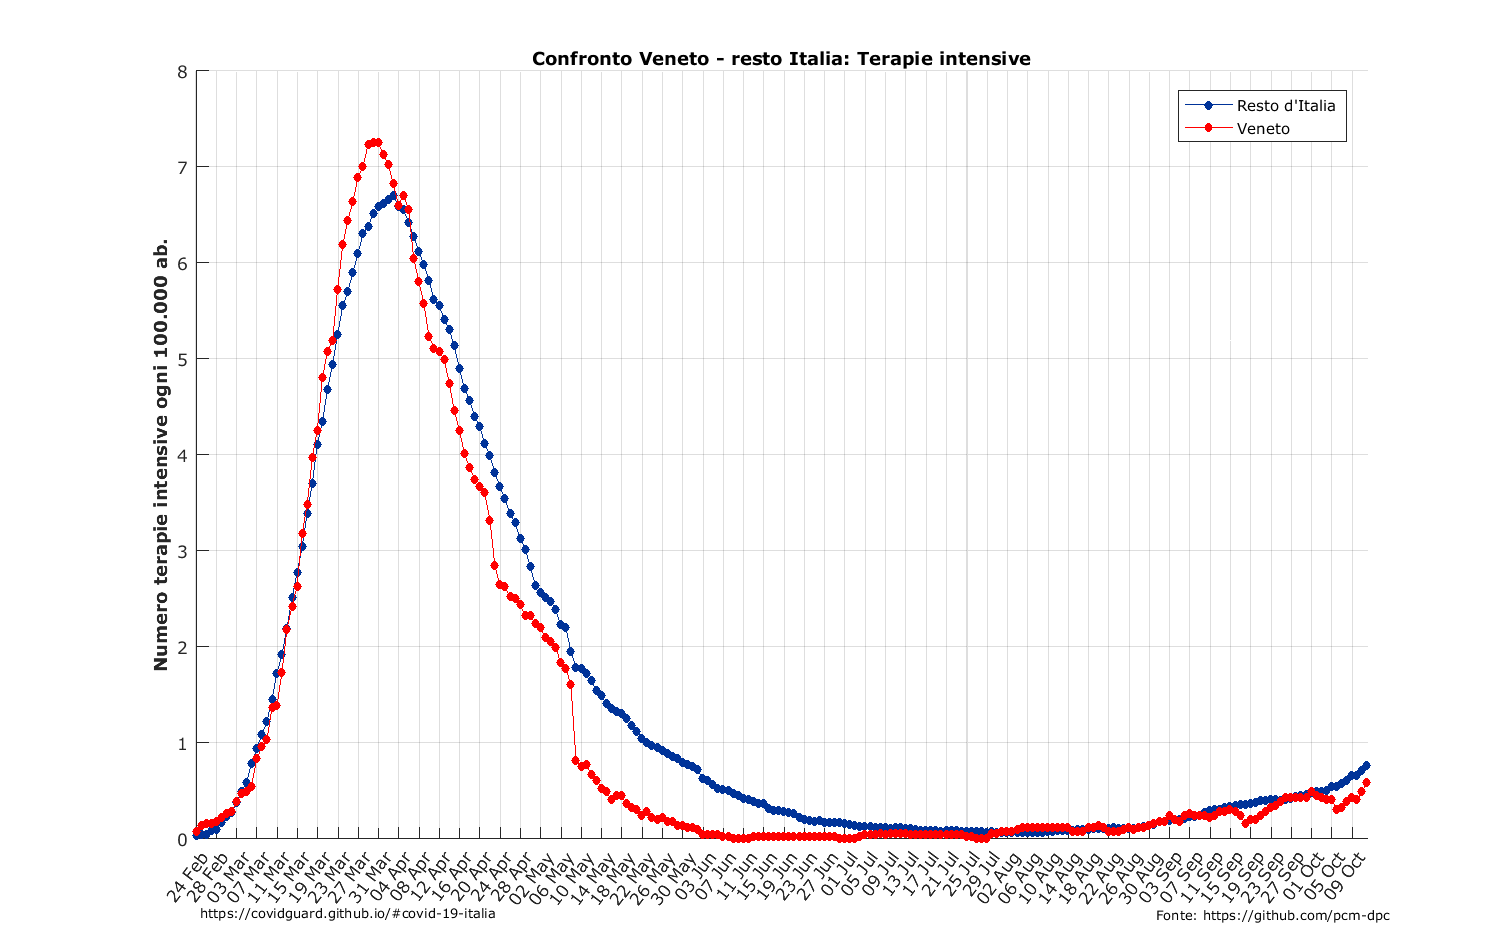 Confronto Veneto - resto Italia: Terapie intensive
Numero terapie intensive ogni 100.000 ab.
8
7
6
5
4
3
2
1
0
Resto d'Italia
Veneto
24 Feb
28 Feb
03 Mar
07 Mar
11 Mar
15 Mar
19 Mar
23 Mar
27 Mar
31 Mar
04 Apr
08 Apr
12 Apr
16 Apr
20 Apr
24 Apr
28 Apr
02 May
06 May
10 May
14 May
18 May
22 May
26 May
30 May
03 Jun
07 Jun
11 Jun
15 Jun
19 Jun
23 Jun
27 Jun
01 Jul
05 Jul
09 Jul
13 Jul
17 Jul
21 Jul
25 Jul
29 Jul
02 Aug
06 Aug
10 Aug
14 Aug
18 Aug
22 Aug
26 Aug
30 Aug
03 Sep
07 Sep
11 Sep
15 Sep
19 Sep
23 Sep
27 Sep
01 Oct
05 Oct
09 Oct
https://covidguard.github.io/#covid-19-italia
Fonte: https://github.com/pcm-dpc